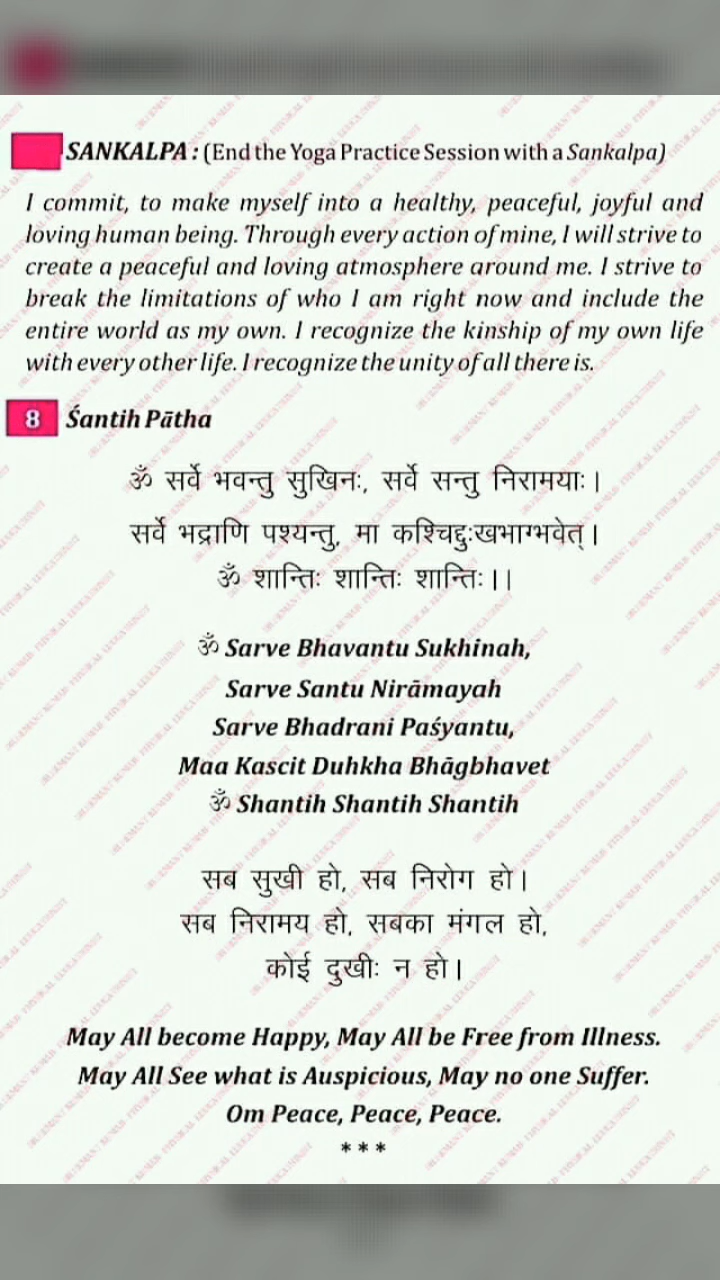 SANKALPA : (End the Yoga Practice Session with a Sankalpa)
I commit, to make myself into a healthy, peaceful, joyful and
loving human being. Through every action of mine, I will strive to
create a peaceful and loving atmosphere around me. I strive to
break the limitations of who I am right now and include the
entire world as my own. I recognize the kinship of my own life
with every other life. I recognize the unity of all there is.
8 Śantih Pātha
ॐ सर्वे भवन्तु सुखिनः, सर्वे सन्तु निरामयाः।
सर्वे भद्राणि पश्यन्तु, मा कश्चिद्दुःखभाग्भवेत्।
ॐ शान्तिः शान्तिः शान्तिः।।
ॐ Sarve Bhavantu Sukhinah,
Sarve Santu Nirāmayah
Sarve Bhadrani Paśyantu,
Maa Kascit Duhkha Bhāgbhavet
ॐ Shantih Shantih Shantih
सब सुखी हो, सब निरोग हो।
सब निरामय हो, सबका मंगल हो,
कोई दुखीः न हो।
May All become Happy, May All be Free from Illness.
May All See what is Auspicious, May no one Suffer.
Om Peace, Peace, Peace.
* * *